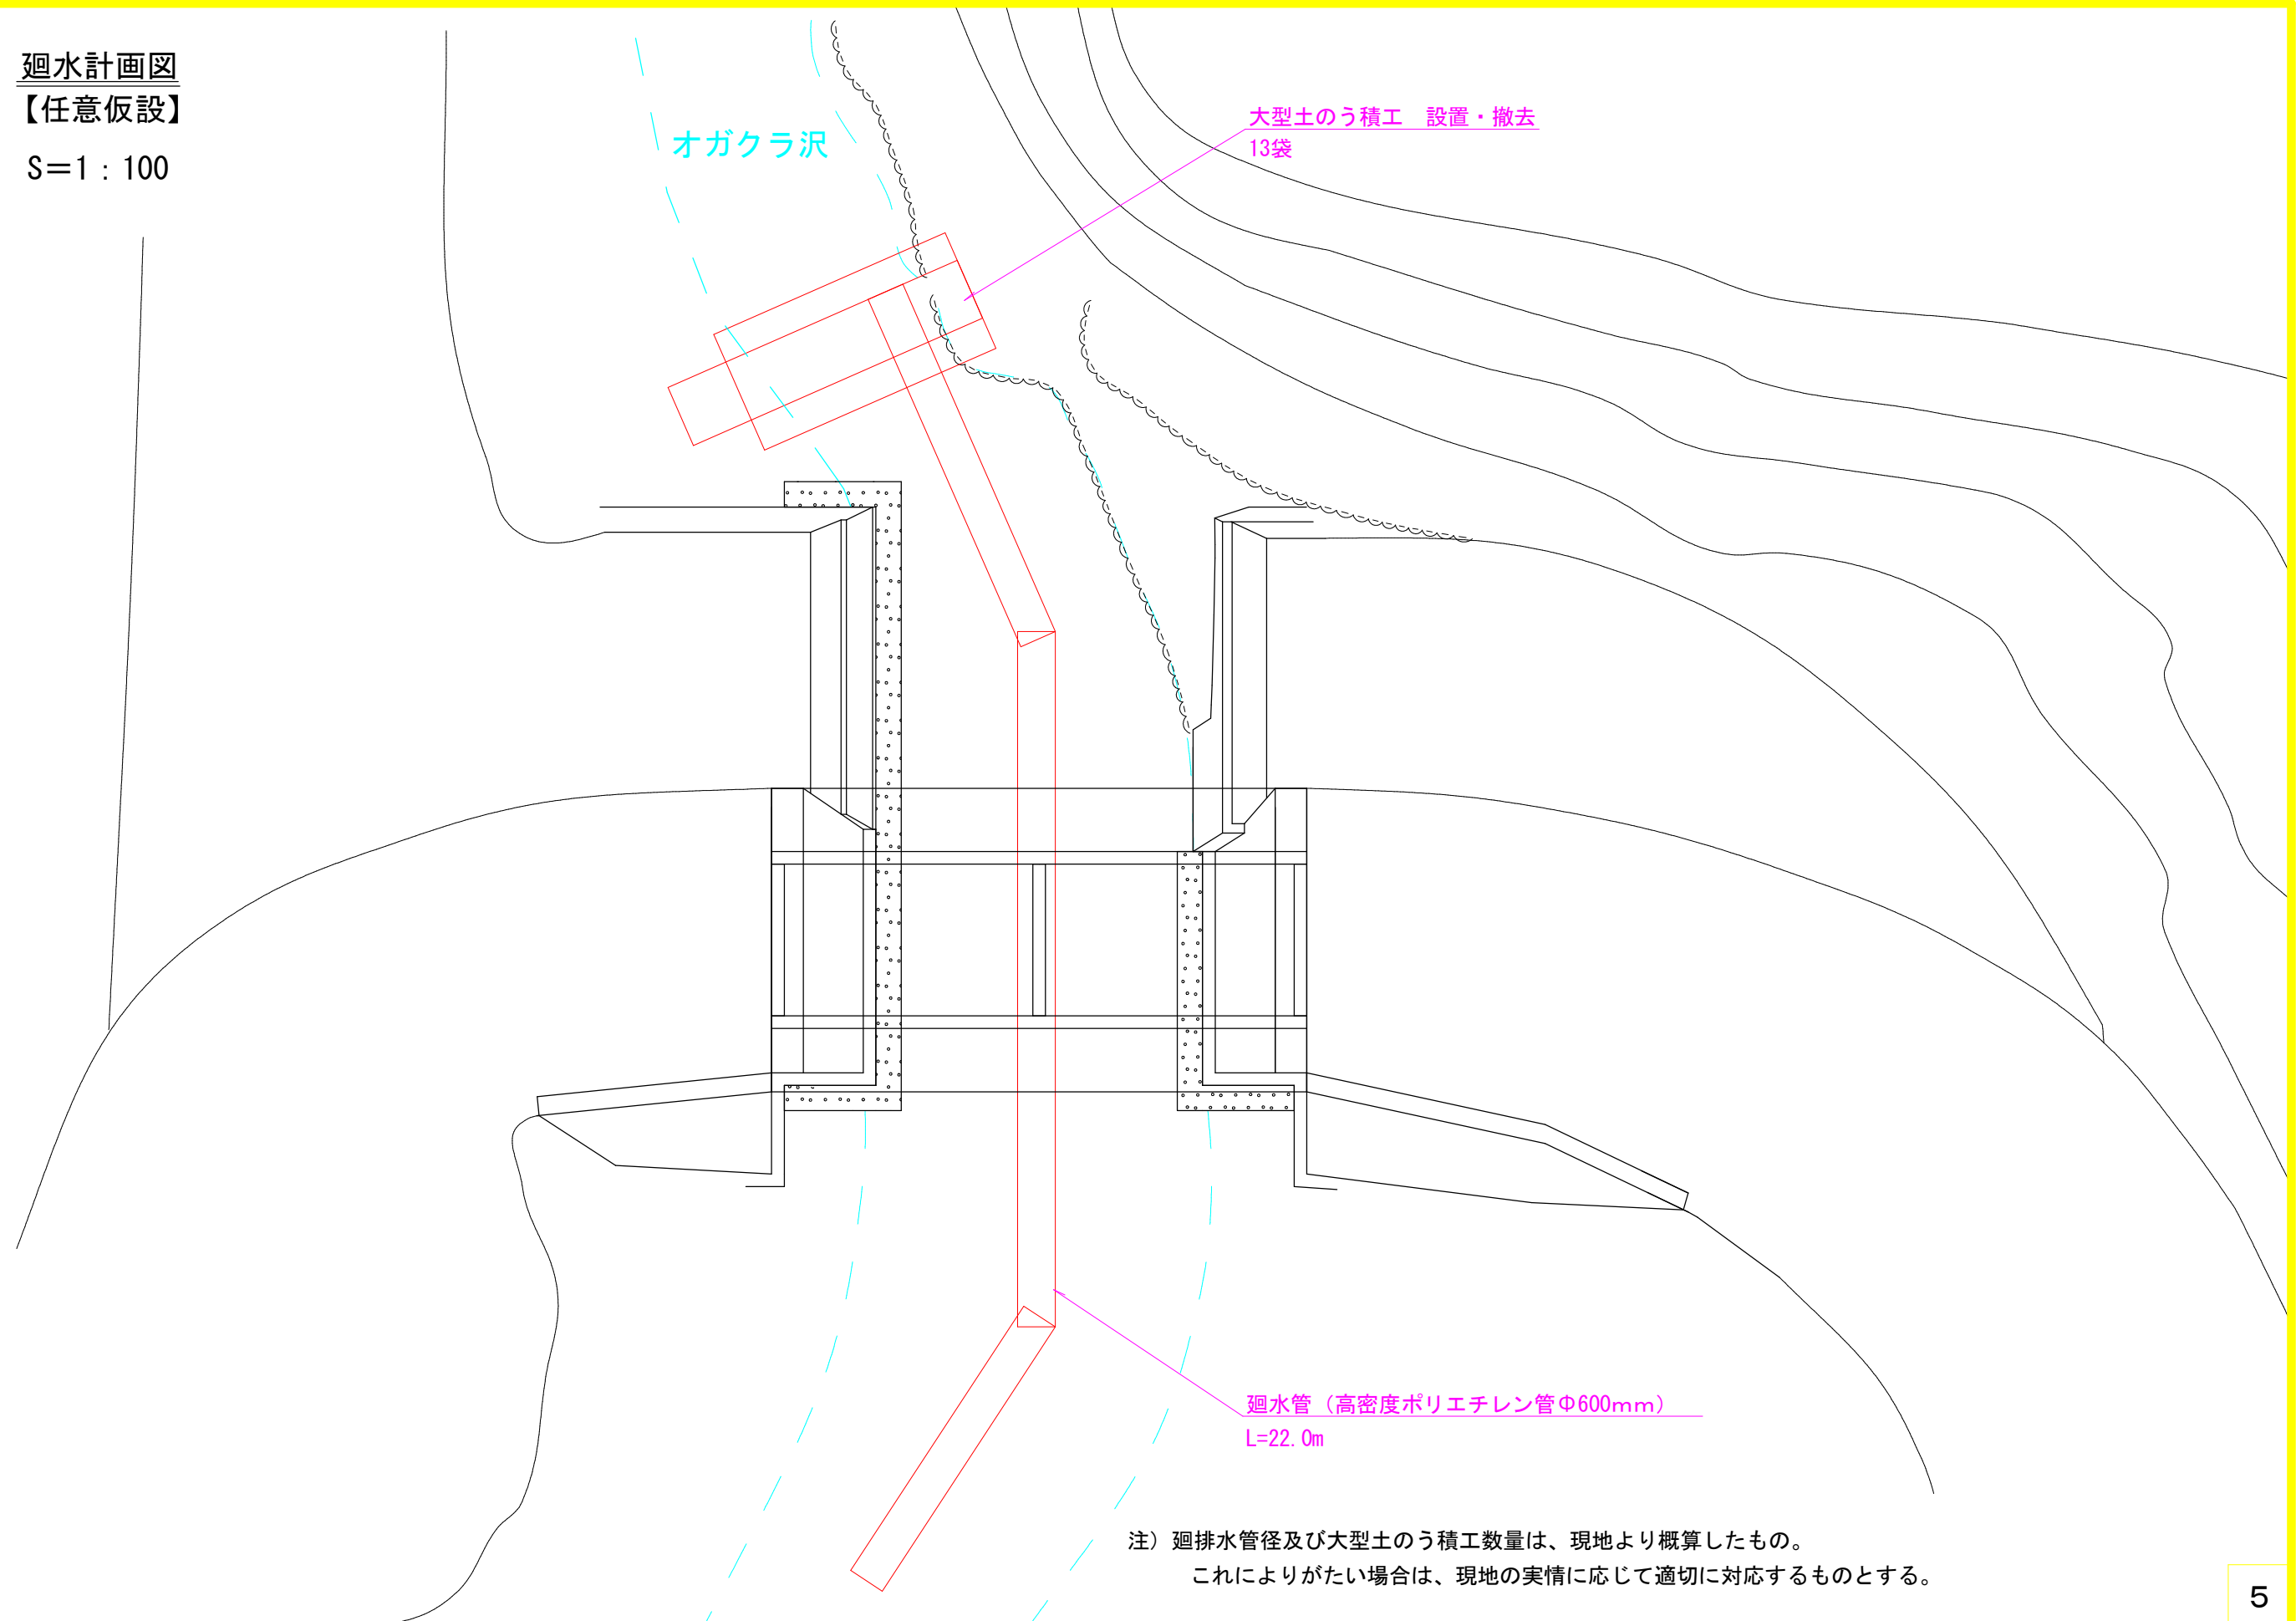 廻水計画図
【任意仮設】
S＝1：100
オガクラ沢
大型土のう積工　設置・撤去
13袋
廻水管（高密度ポリエチレン管Φ600mm）
L=22.0m
注）廻排水管径及び大型土のう積工数量は、現地より概算したもの。
これによりがたい場合は、現地の実情に応じて適切に対応するものとする。
5